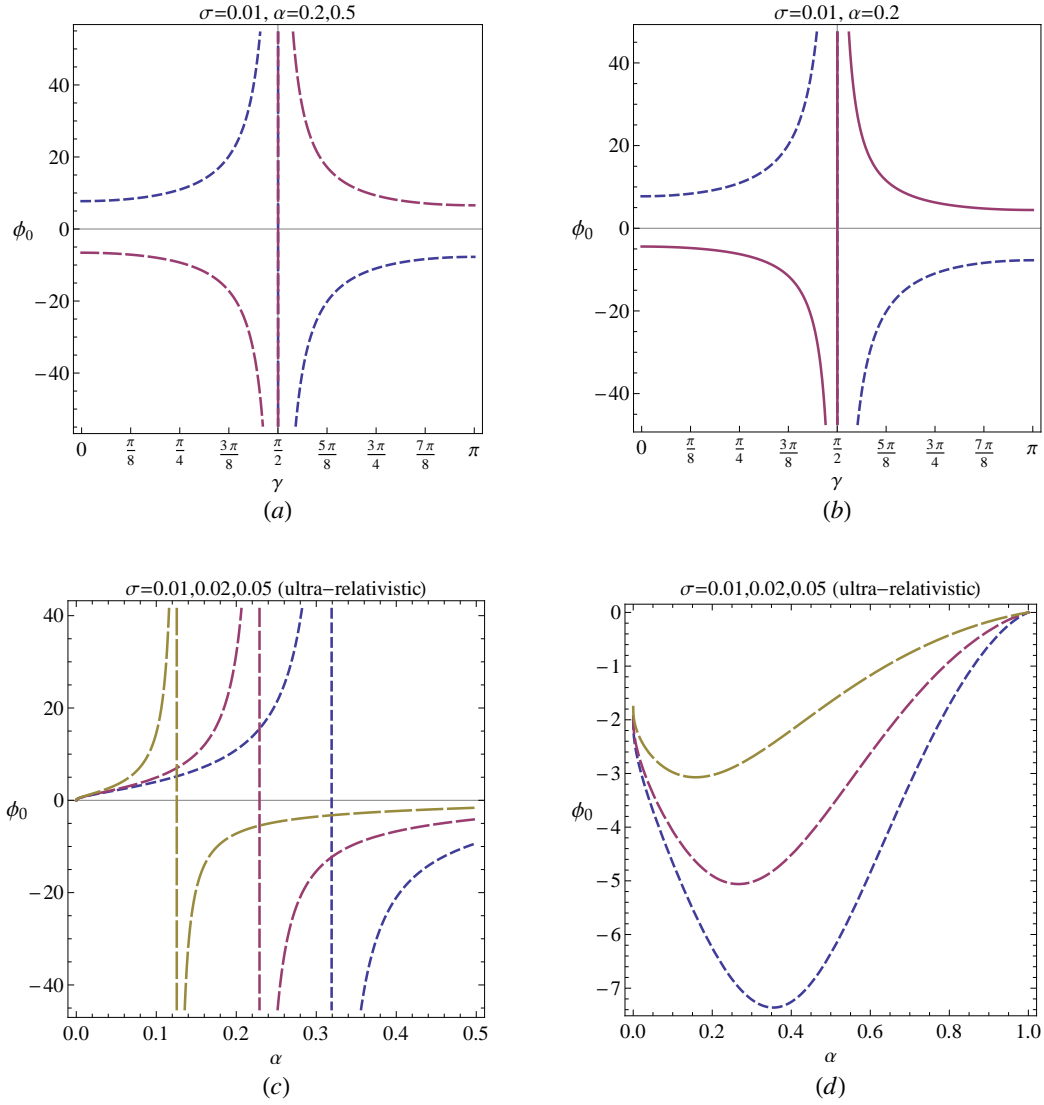 σ=0.01, α=0.2,0.5
40
20
0
−20
−40
ϕ0
0 π/8 π/4 3π/8 π/2 5π/8 3π/4 7π/8 π
γ
(a)
σ=0.01, α=0.2
40
20
0
−20
−40
ϕ0
0 π/8 π/4 3π/8 π/2 5π/8 3π/4 7π/8 π
γ
(b)
σ=0.01,0.02,0.05 (ultra−relativistic)
40
20
0
−20
−40
ϕ0
0.0 0.1 0.2 0.3 0.4 0.5
α
(c)
σ=0.01,0.02,0.05 (ultra−relativistic)
0
−1
−2
−3
−4
−5
−6
−7
ϕ0
0.0 0.2 0.4 0.6 0.8 1.0
α
(d)